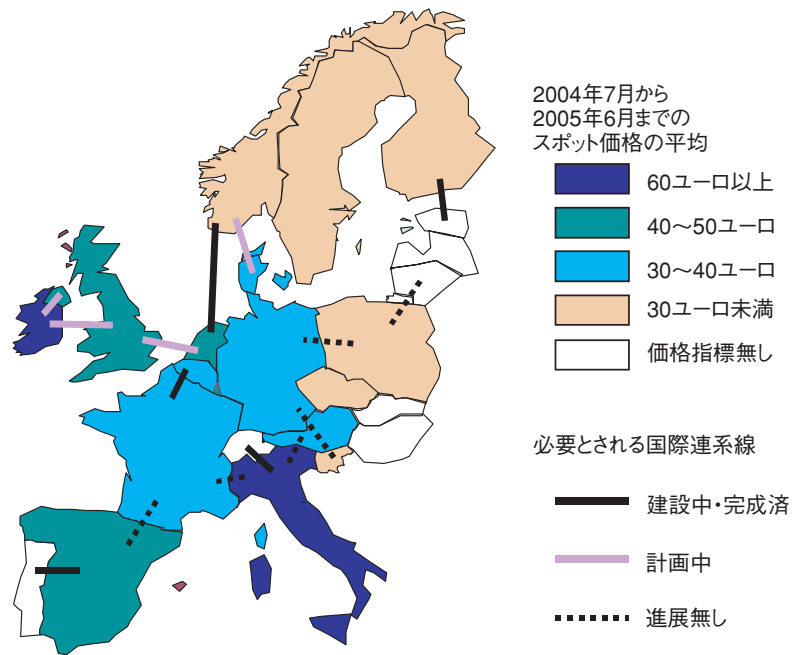 2004年7月から
2005年6月までの
スポット価格の平均
60ユーロ以上
40～50ユーロ
30～40ユーロ
30ユーロ未満
価格指標無し
必要とされる国際連系線
建設中・完成済
計画中
進展無し